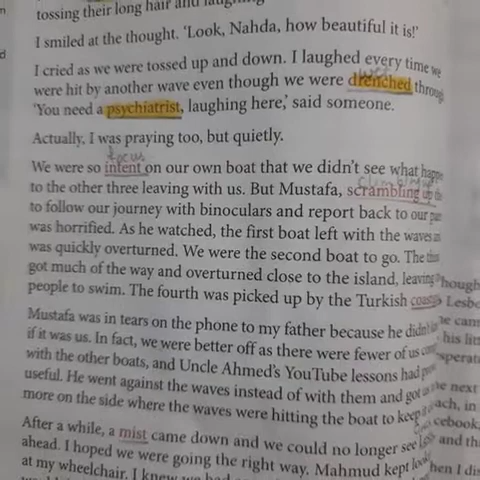 tossing their long hair and laughing
I smiled at the thought. 'Look, Nahda, how beautiful it is!'
I cried as we were tossed up and down. I laughed every time we
wet
were hit by another wave even though we were drenched through
'You need a psychiatrist, laughing here,' said someone.
Actually, I was praying too, but quietly.
focus
We were so intent on our own boat that we didn't see what
climbing
to the other three leaving with us. But Mustafa, scrambling up
to follow our journey with binoculars and report back to our
was horrified. As he watched, the first boat left with the waves
was quickly overturned. We were the second boat to go. The
got much of the way and overturned close to the island, leaving
people to swim. The fourth was picked up by the Turkish
Mustafa was in tears on the phone to my father because he
if it was us. In fact, we were better off as there were fewer of us
with the other boats, and Uncle Ahmed's YouTube lessons had
useful. He went against the waves instead of with them and got
more on the side where the waves were hitting the boat to keep
After a while, a mist came down and we could no longer see
ahead. I hoped we were going the right way. Mahmud kept
at my wheelchair. I knew we had